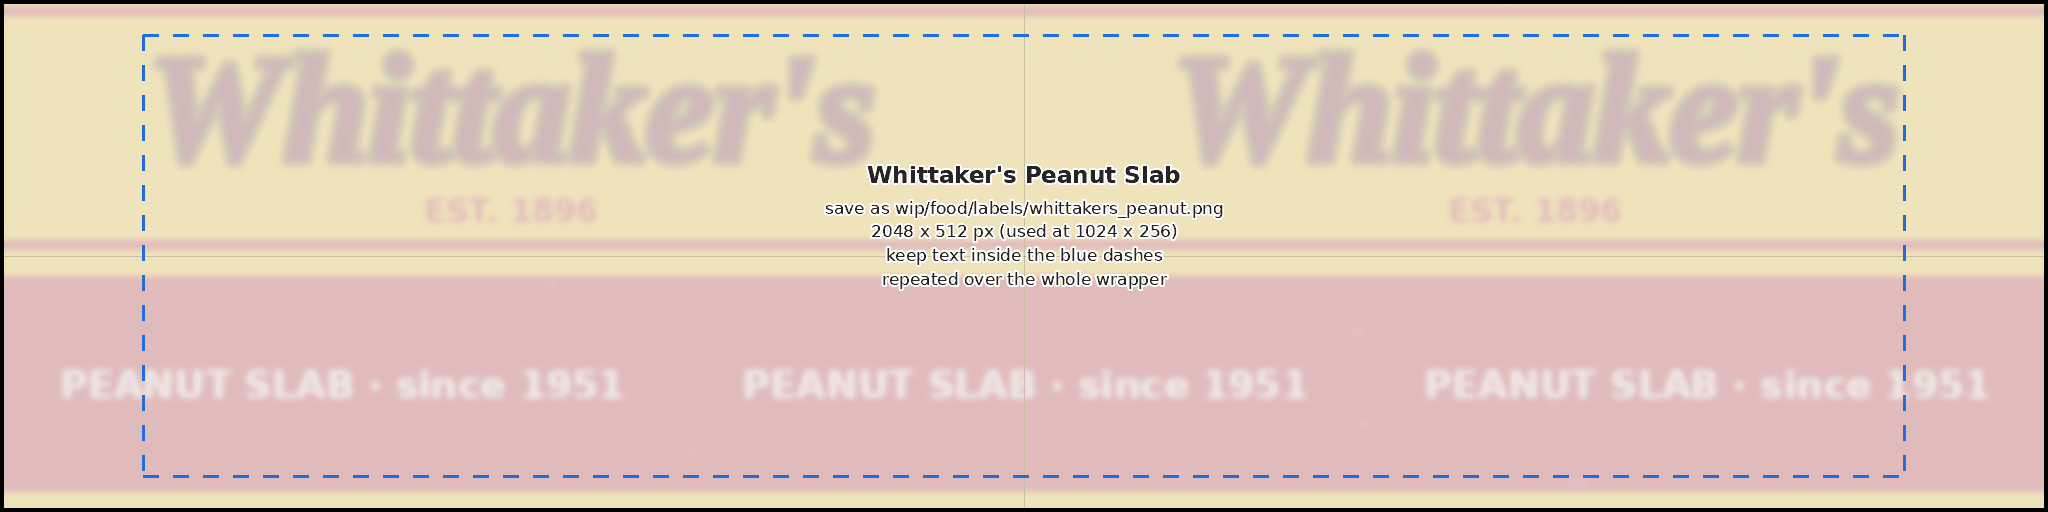 Whittaker's Whittaker's
Whittaker's Peanut Slab
save as wip/food/labels/whittakers_peanut.png
EST. 1896 EST. 1896
2048 x 512 px (used at 1024 x 256)
keep text inside the blue dashes
repeated over the whole wrapper
PEANUT SLAB · since 1951 PEANUT SLAB · since 1951 PEANUT SLAB · since 1951